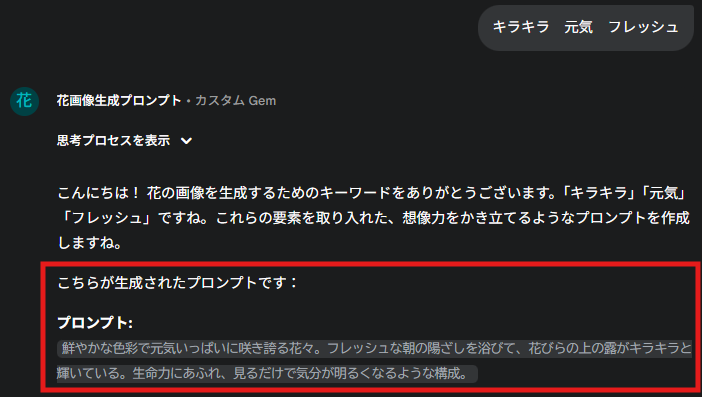 キラキラ　元気　フレッシュ
花
花画像生成プロンプト • カスタム Gem
思考プロセスを表示
こんにちは！ 花の画像を生成するためのキーワードをありがとうございます。「キラキラ」「元気」
「フレッシュ」ですね。これらの要素を取り入れた、想像力をかき立てるようなプロンプトを作成
しますね。
こちらが生成されたプロンプトです：
プロンプト:
鮮やかな色彩で元気いっぱいに咲き誇る花々。フレッシュな朝の陽ざしを浴びて、花びらの上の露がキラキラと
輝いている。生命力にあふれ、見るだけで気分が明るくなるような構成。